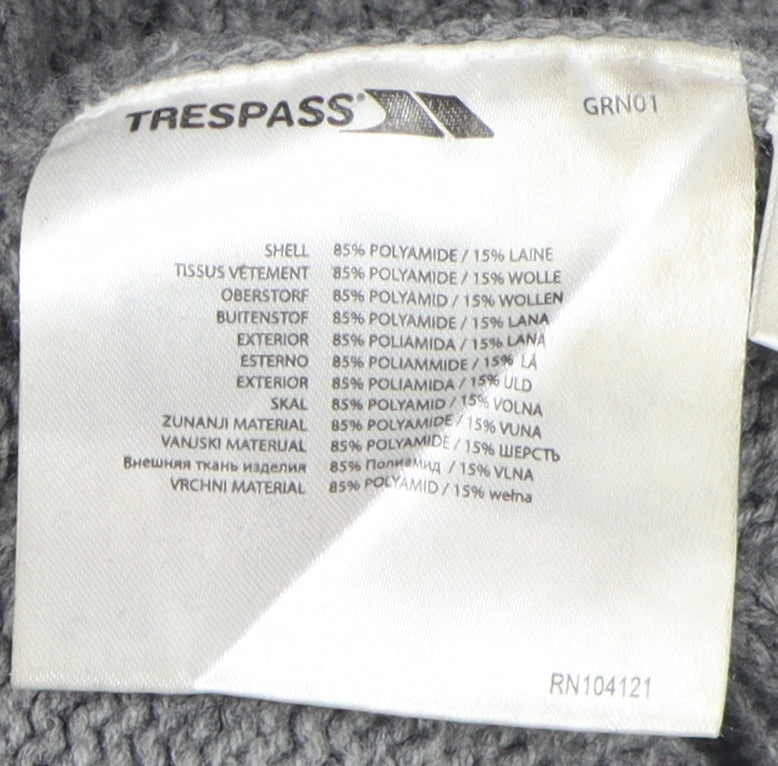 TRESPASS® GRN01
SHELL 85% POLYAMIDE / 15% LAINE
TISSUS VÉTEMENT 85% POLYAMIDE / 15% WOLLE
OBERSTORF 85% POLYAMID / 15% WOLLEN
BUITENSTOF 85% POLYAMIDE / 15% LANA
EXTERIOR 85% POLIAMIDA / 15% LANA
ESTERNO 85% POLIAMMIDE / 15% LÃ
EXTERIOR 85% POLIAMIDA / 15% ULD
SKAL 85% POLYAMID / 15% VOLNA
ZUNANJI MATERIAL 85% POLYAMIDE / 15% VUNA
VANJSKI MATERIJAL 85% POLYAMIDE / 15% ШЕРСТЬ
Внешняя ткань изделия 85% Полиамид / 15% VLNA
VRCHNI MATERIAL 85% POLYAMID / 15% wełna
RN104121